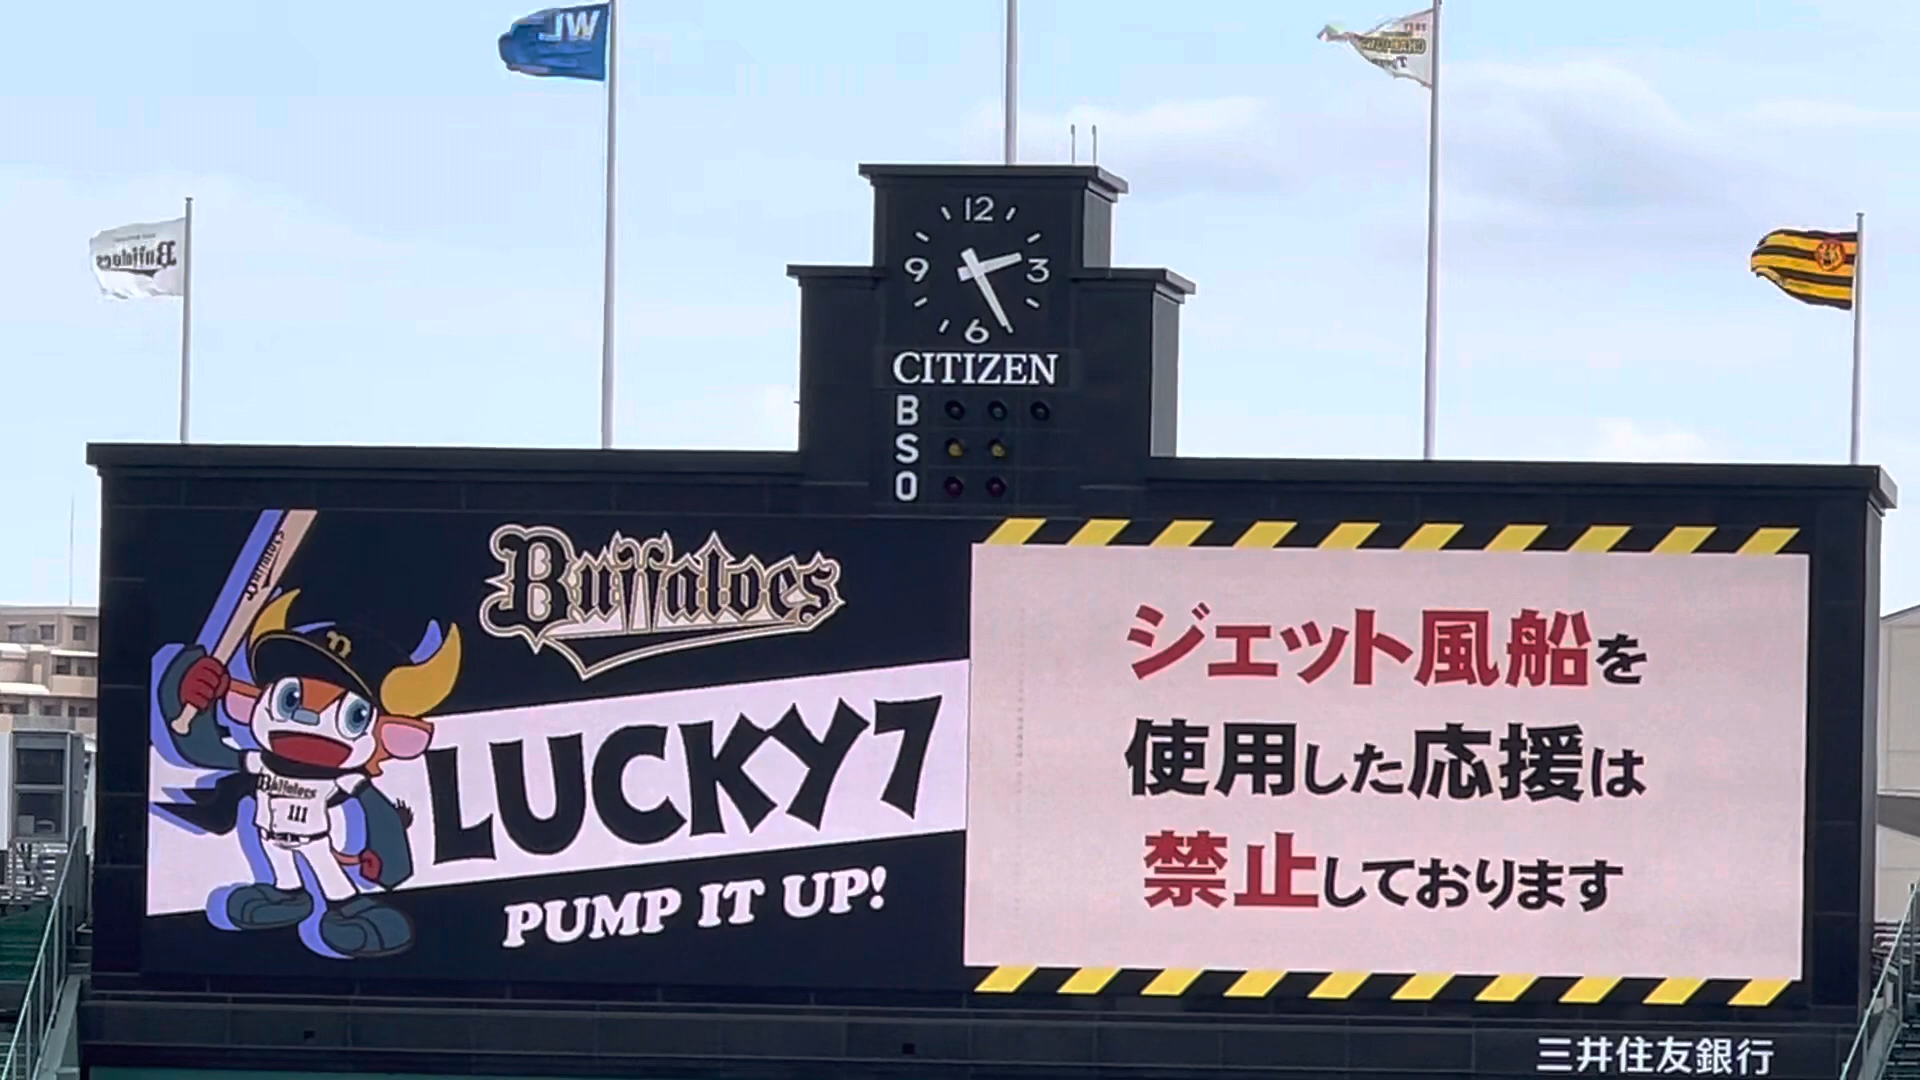 WL
Buffaloes
12
9
3
6
CITIZEN
B
S
O
Buffaloes
LUCKY7
PUMP IT UP!
Buffaloes
111
ジェット風船を
使用した応援は
禁止しております
三井住友銀行